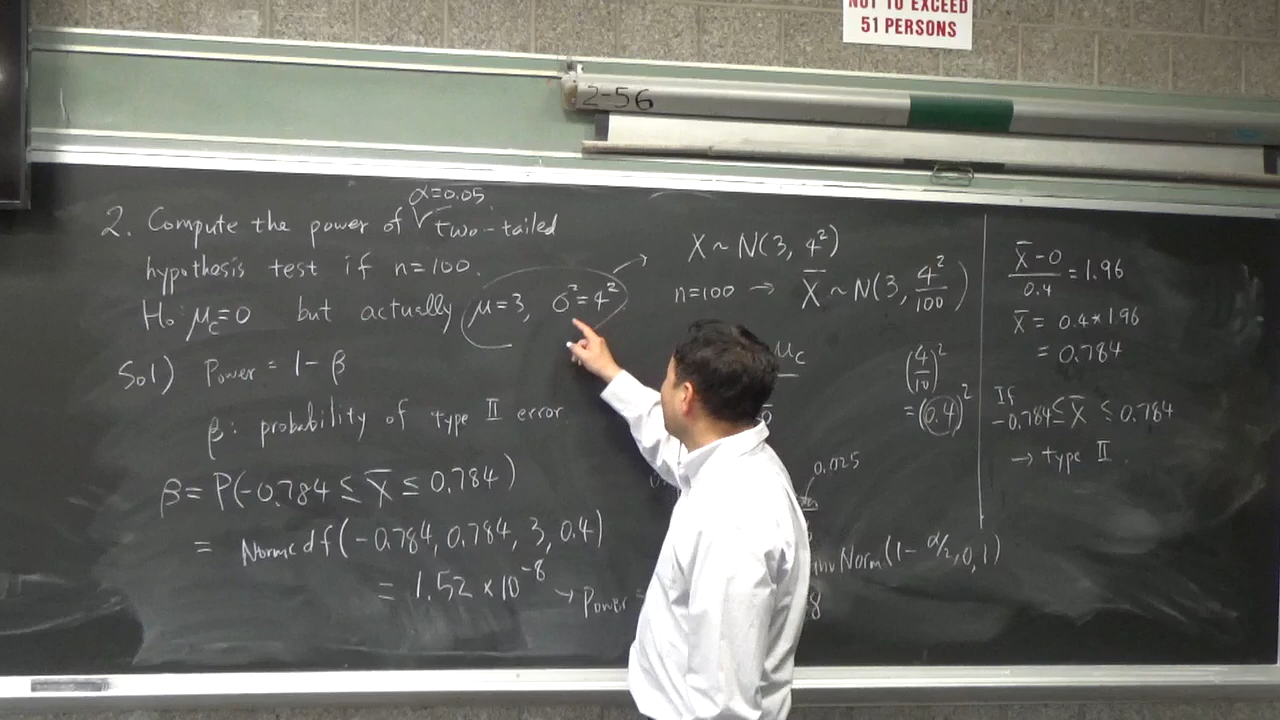 NOT TO EXCEED
51 PERSONS
2-56
α=0.05
2. Compute the power of √ two-tailed
hypothesis test if n=100.
H₀: μ_c=0 but actually μ=3, σ²=4²
Sol) Power = 1-β
β: probability of type II error.
β=P(-0.784 ≤ X̄ ≤ 0.784)
= Normcdf(-0.784, 0.784, 3, 0.4)
= 1.52 × 10⁻⁸ → Power =
X ~ N(3, 4²)
n=100 → X̄ ~ N(3, 4²/100)
μ_c
(4/10)²
=(0.4)²
0.025
Norm(1-α/2, 0, 1)
8
(X̄-0)/0.4 = 1.96
X̄ = 0.4*1.96
= 0.784
If
-0.784 ≤ X̄ ≤ 0.784
→ type II